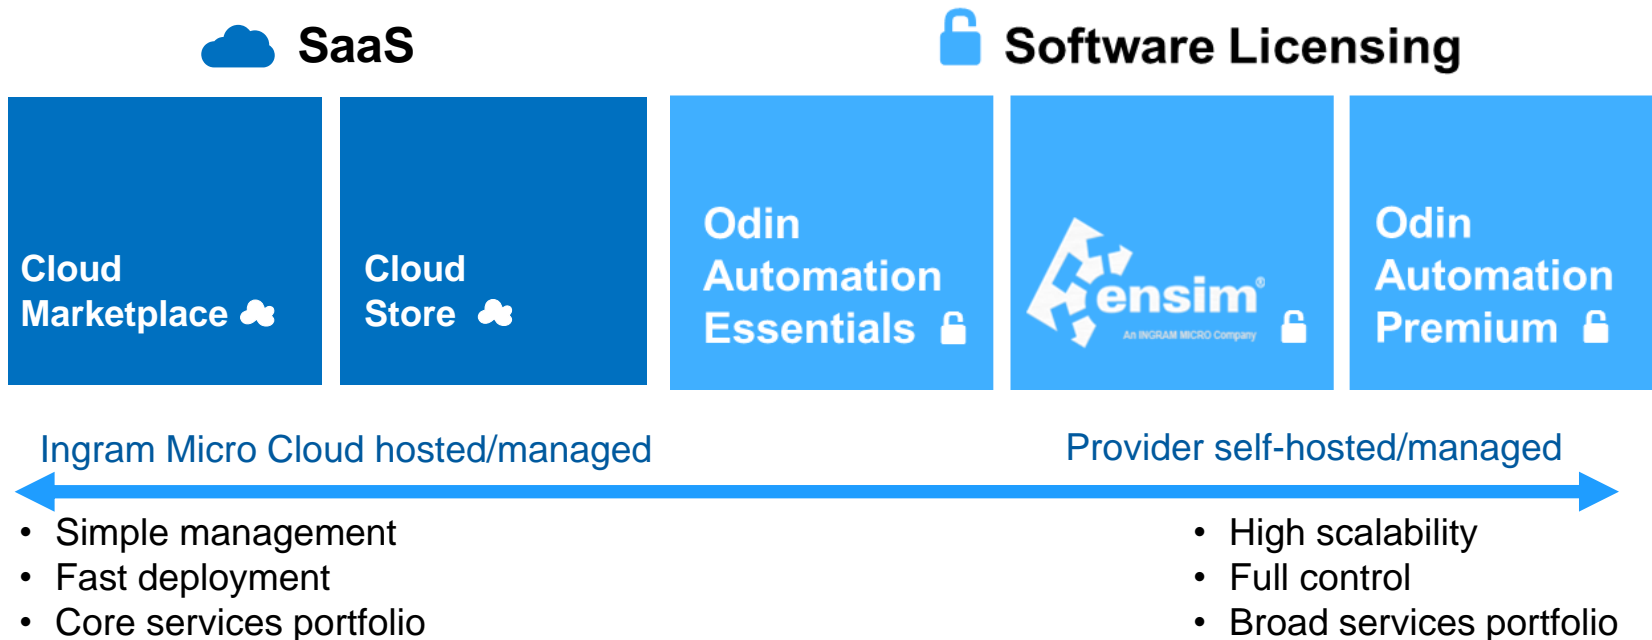 SaaS
Software Licensing
Cloud
Marketplace
Cloud
Store
Odin
Automation
Essentials
ensim®
An INGRAM MICRO Company
Odin
Automation
Premium
Ingram Micro Cloud hosted/managed
Provider self-hosted/managed
• Simple management
• Fast deployment
• Core services portfolio
• High scalability
• Full control
• Broad services portfolio